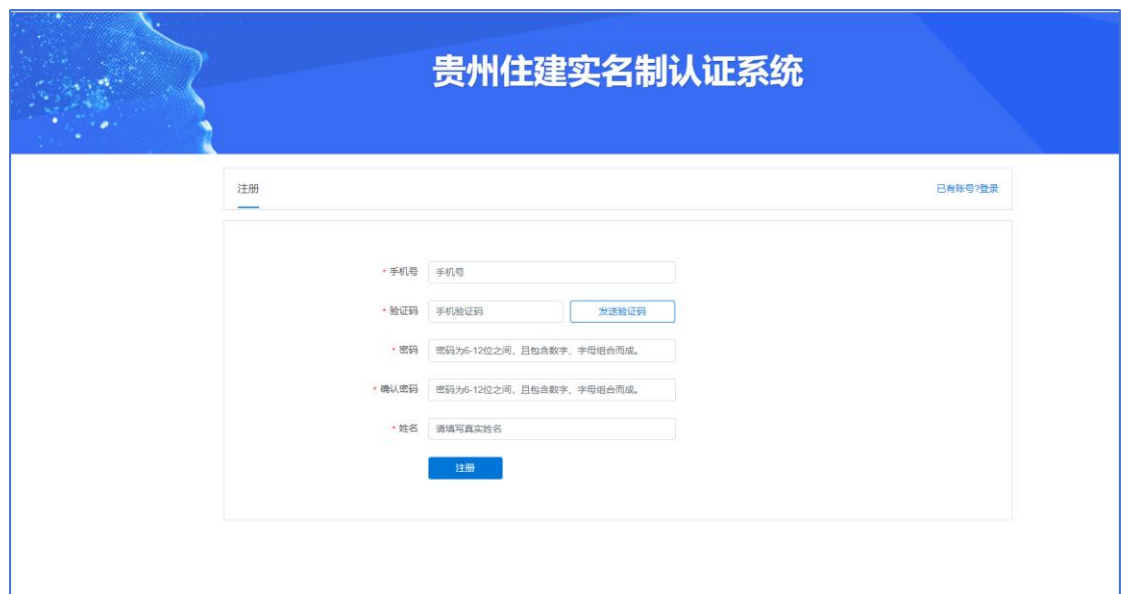 贵州住建实名制认证系统
注册 已有账号?登录
* 手机号 手机号
* 验证码 手机验证码 发送验证码
* 密码 密码为6-12位之间，且包含数字、字母组合而成。
* 确认密码 密码为6-12位之间，且包含数字、字母组合而成。
* 姓名 请填写真实姓名
注册